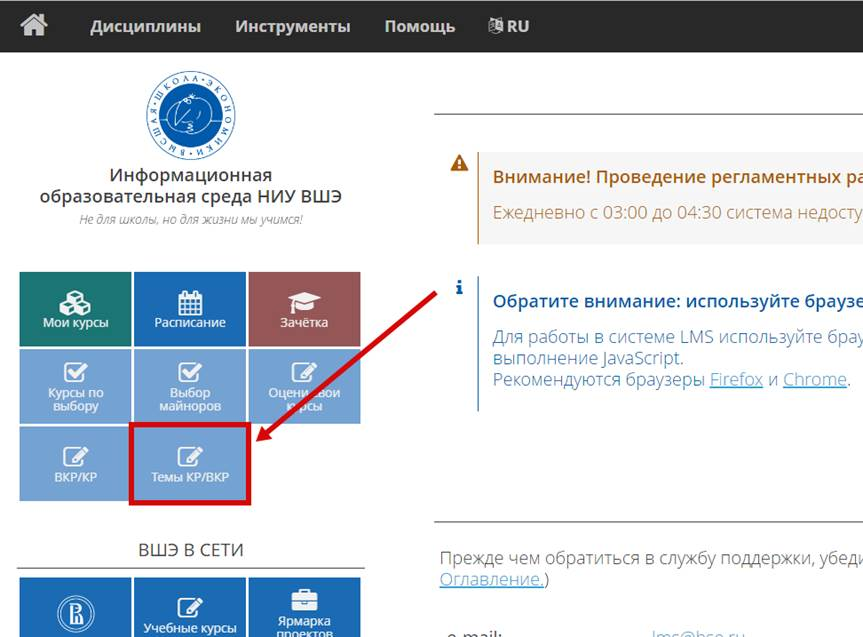 Дисциплины Инструменты Помощь RU
ВЫСШАЯ ШКОЛА ЭКОНОМИКИ
Информационная
образовательная среда НИУ ВШЭ
Не для школы, но для жизни мы учимся!
Мои курсы Расписание Зачётка
Курсы по
выбору
Выбор
майноров
Оцени свои
курсы
ВКР/КР Темы КР/ВКР
ВШЭ В СЕТИ
Учебные курсы
Ярмарка
проектов
Внимание! Проведение регламентных ра
Ежедневно с 03:00 до 04:30 система недосту
Обратите внимание: используйте браузе
Для работы в системе LMS используйте брау
выполнение JavaScript.
Рекомендуются браузеры Firefox и Chrome.
Прежде чем обратиться в службу поддержки, убеди
Оглавление.)
e-mail: lms@hse.ru